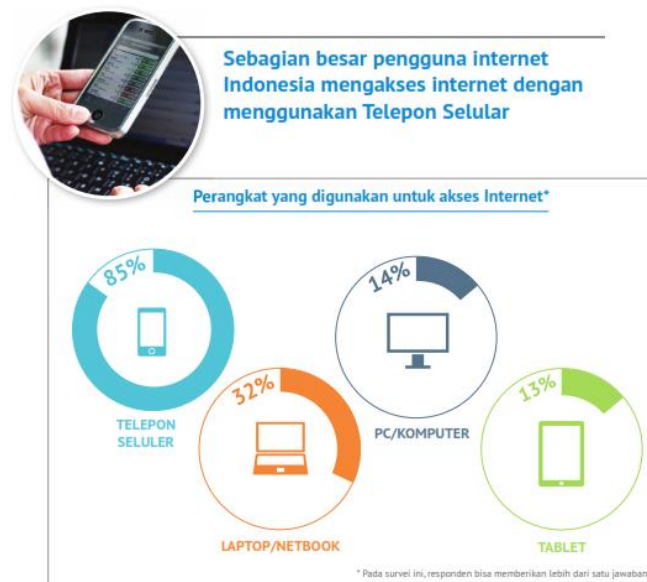 Sebagian besar pengguna internet
Indonesia mengakses internet dengan
menggunakan Telepon Selular
Perangkat yang digunakan untuk akses Internet*
85%
TELEPON
SELULER
32%
LAPTOP/NETBOOK
14%
PC/KOMPUTER
13%
TABLET
* Pada survei ini, responden bisa memberikan lebih dari satu jawaban